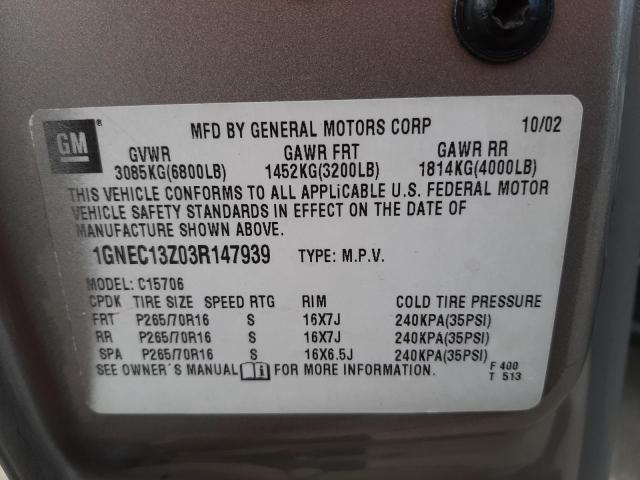 GM ®
MFD BY GENERAL MOTORS CORP 10/02
GVWR GAWR FRT GAWR RR
3085KG(6800LB) 1452KG(3200LB) 1814KG(4000LB)
THIS VEHICLE CONFORMS TO ALL APPLiCABLE U.S. FEDERAL MOTOR
VEHICLE SAFETY STANDARDS IN EFFECT ON THE DATE OF
MANUFACTURE SHOWN ABOVE.
1GNEC13Z03R147939 TYPE: M.P.V.
MODEL: C15706
CPDK TIRE SIZE SPEED RTG RIM COLD TIRE PRESSURE
FRT P265/70R16 S 16X7J 240KPA(35PSI)
RR P265/70R16 S 16X7J 240KPA(35PSI)
SPA P265/70R16 S 16X6.5J 240KPA(35PSI)
SEE OWNER'S MANUAL i FOR MORE INFORMATION.
F 400
T 513